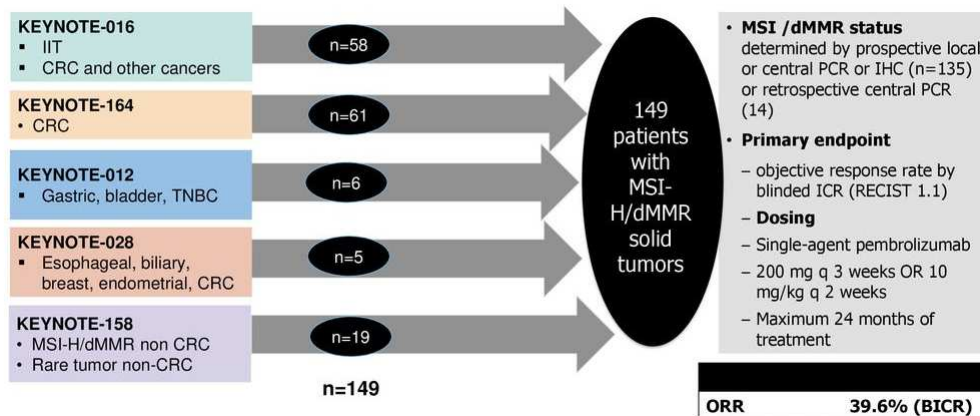 KEYNOTE-016
▪ IIT
▪ CRC and other cancers
n=58
KEYNOTE-164
• CRC
n=61
KEYNOTE-012
▪ Gastric, bladder, TNBC
n=6
KEYNOTE-028
▪ Esophageal, biliary,
breast, endometrial, CRC
n=5
KEYNOTE-158
• MSI-H/dMMR non CRC
• Rare tumor non-CRC
n=19
n=149
149
patients
with
MSI-
H/dMMR
solid
tumors
• MSI /dMMR status
determined by prospective local
or central PCR or IHC (n=135)
or retrospective central PCR
(14)
• Primary endpoint
– objective response rate by
blinded ICR (RECIST 1.1)
– Dosing
– Single-agent pembrolizumab
– 200 mg q 3 weeks OR 10
mg/kg q 2 weeks
– Maximum 24 months of
treatment
ORR 39.6% (BICR)